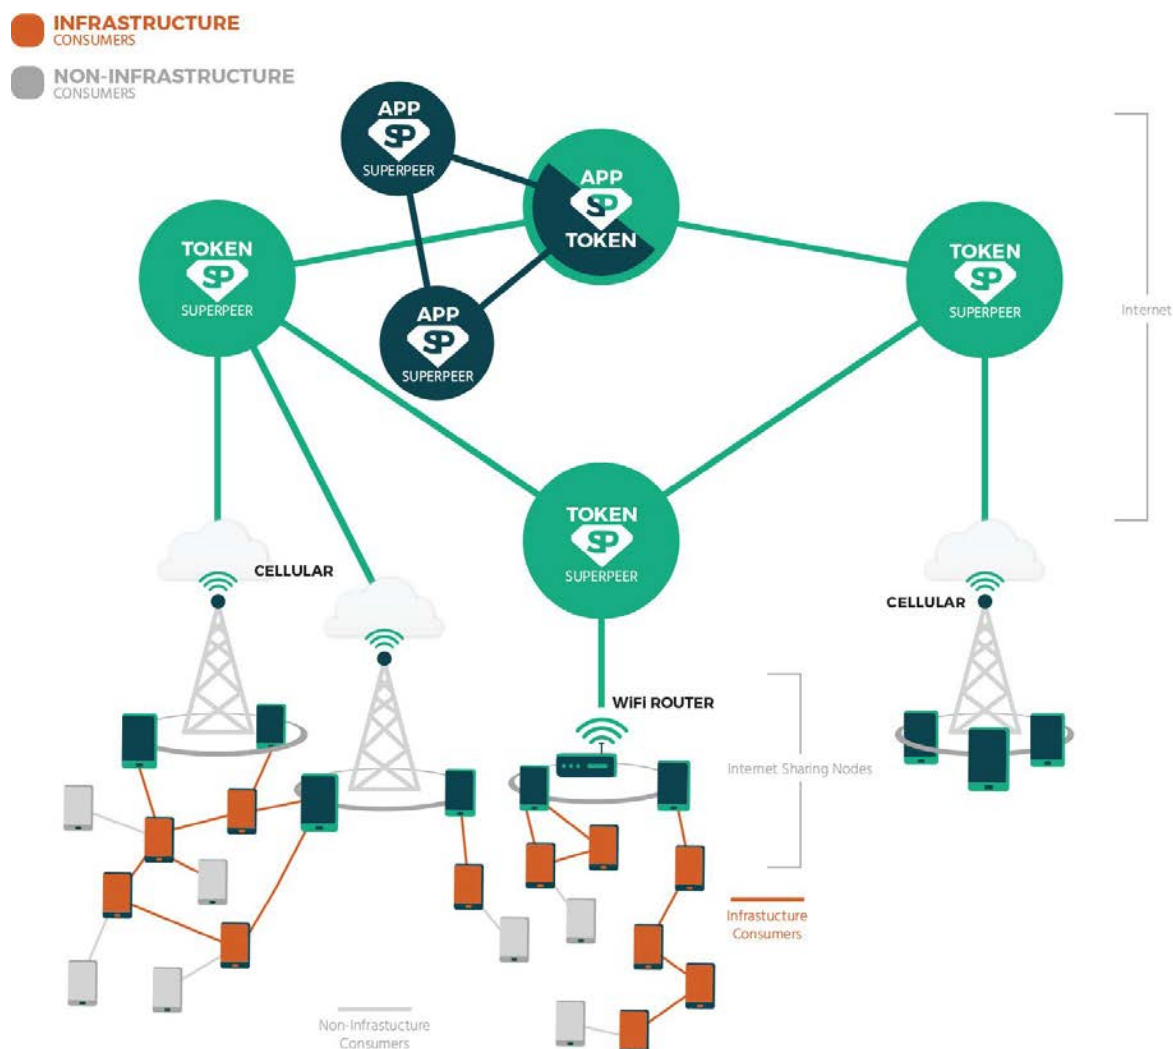 INFRASTRUCTURE
CONSUMERS
NON-INFRASTRUCTURE
CONSUMERS
APP
SP
SUPERPEER
APP
SP
TOKEN
TOKEN
SP
SUPERPEER
TOKEN
SP
SUPERPEER
Internet
APP
SP
SUPERPEER
TOKEN
SP
SUPERPEER
CELLULAR
CELLULAR
WiFi ROUTER
Internet Sharing Nodes
Infrastucture
Consumers
Non-Infrastucture
Consumers